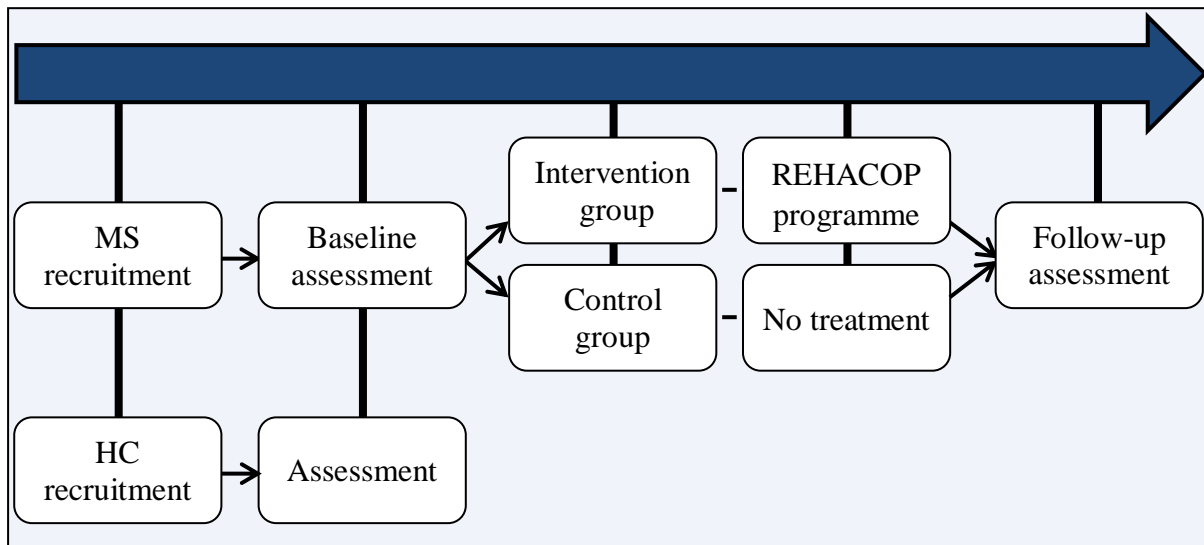 MS
recruitment
Baseline
assessment
Intervention
group
REHACOP
programme
Control
group
No treatment
Follow-up
assessment
HC
recruitment
Assessment